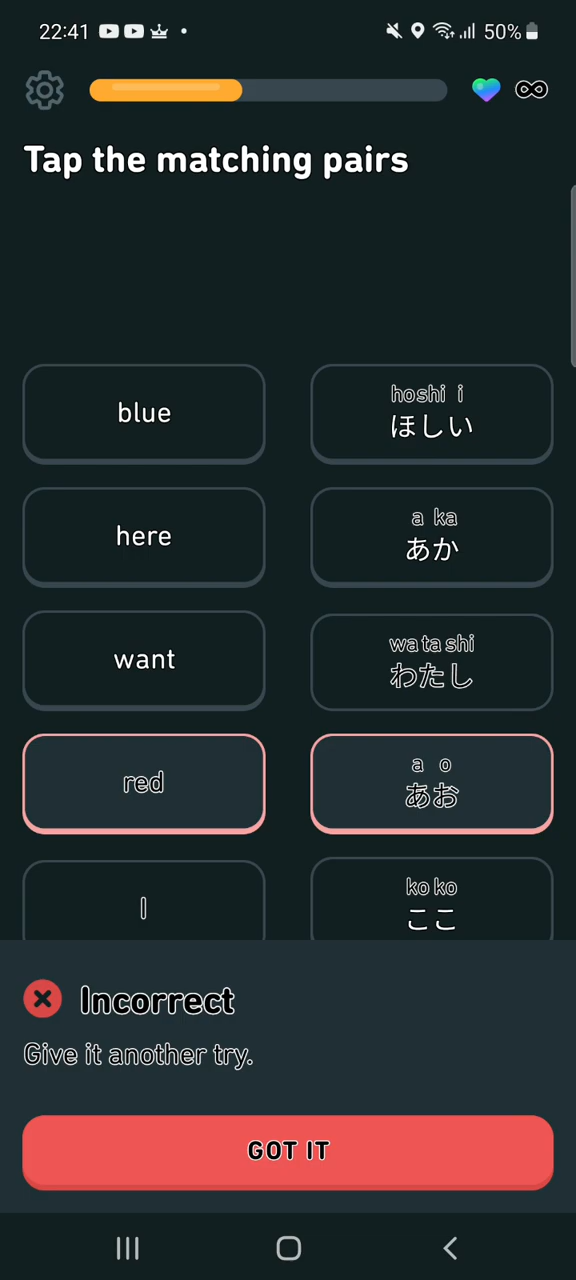 22:41
50%
Tap the matching pairs
blue
hoshi i
ほしい
here
a ka
あか
want
wa ta shi
わたし
red
a o
あお
I
ko ko
ここ
Incorrect
Give it another try.
GOT IT